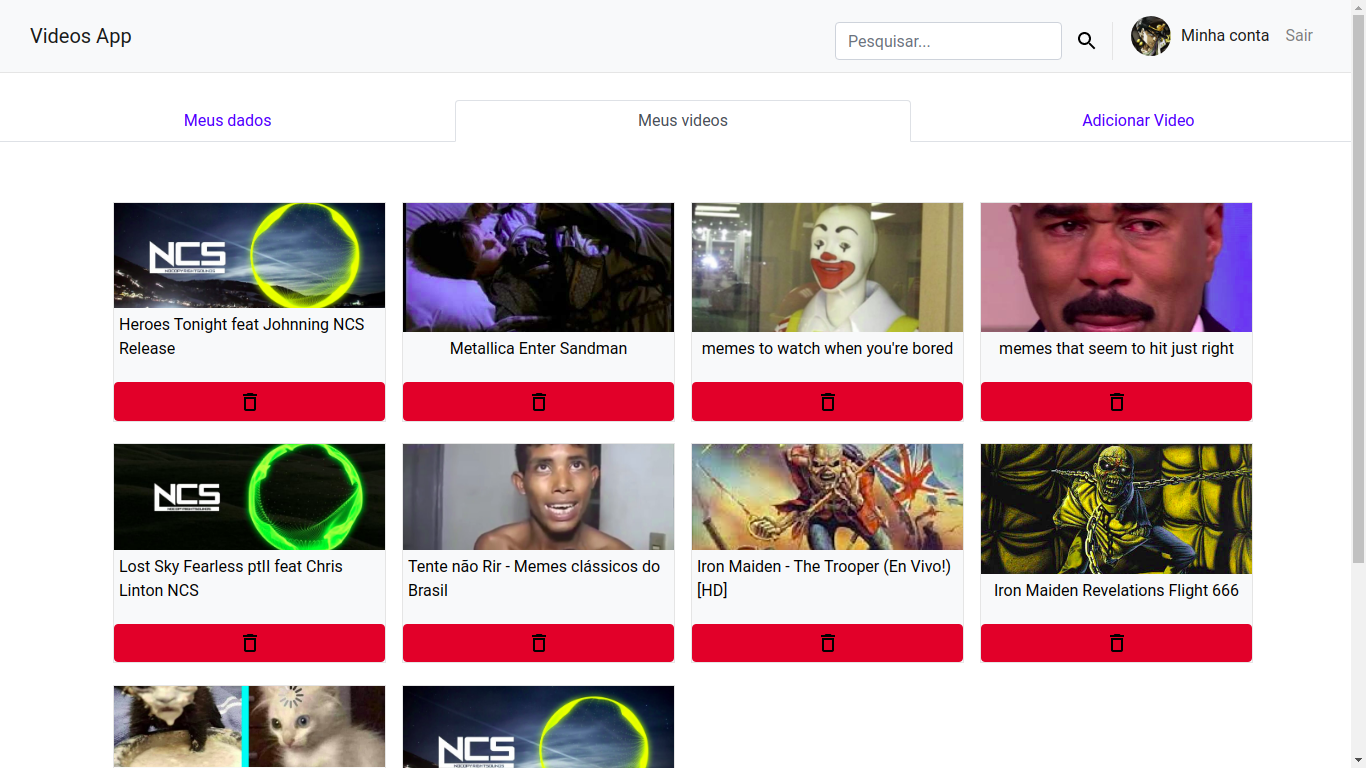 Videos App
Pesquisar...
Minha conta
Sair
Meus dados
Meus videos
Adicionar Video
NCS
NOCOPYRIGHTSOUNDS
Heroes Tonight feat Johnning NCS
Release
Metallica Enter Sandman
memes to watch when you're bored
memes that seem to hit just right
NCS
NOCOPYRIGHTSOUNDS
Lost Sky Fearless ptII feat Chris
Linton NCS
Tente não Rir - Memes clássicos do
Brasil
Iron Maiden - The Trooper (En Vivo!)
[HD]
Iron Maiden Revelations Flight 666
NCS
NOCOPYRIGHTSOUNDS